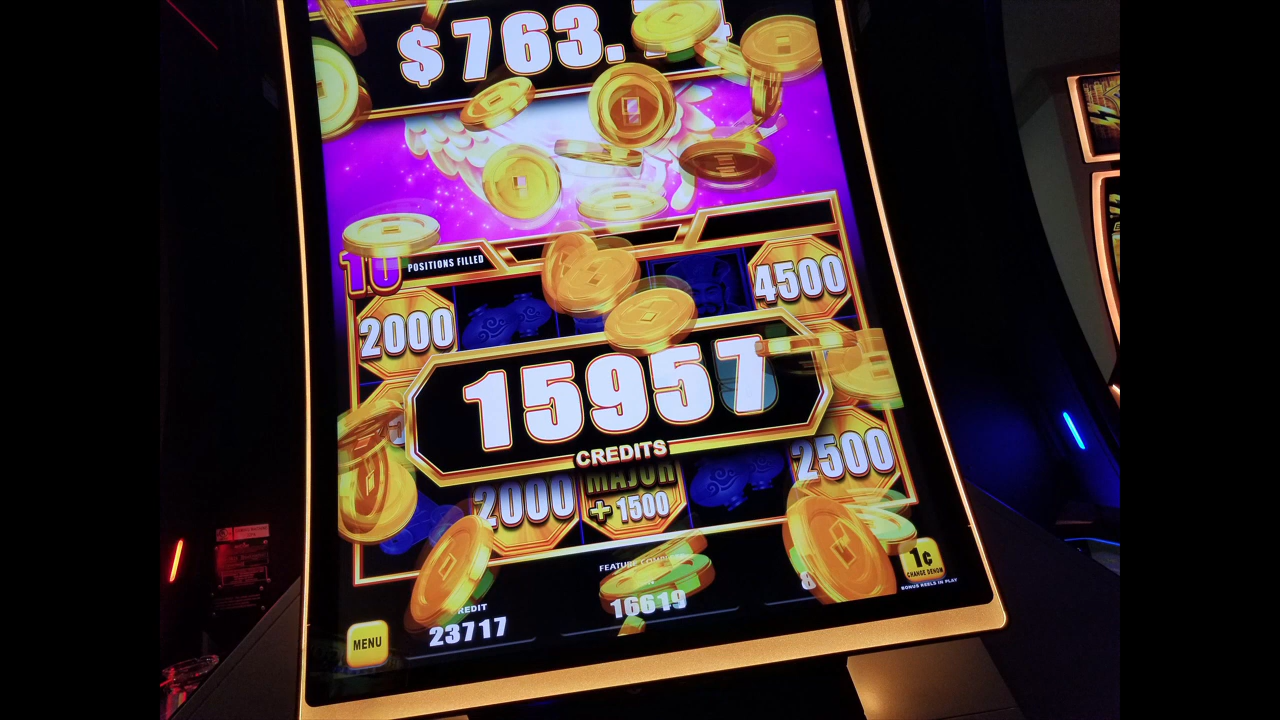 $763.
10 POSITIONS FILLED
4500
2000
15957
CREDITS
2500
2000
MAJOR
+ 1500
1¢
CHANGE DENOM
BONUS REELS IN PLAY
16619
CREDIT
23717
MENU